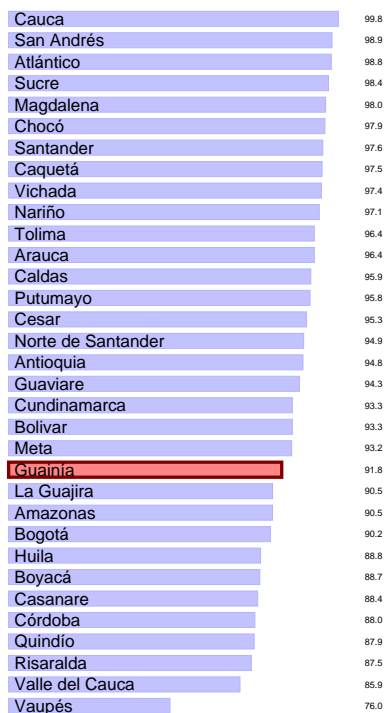 Cauca 99.8
San Andrés 98.9
Atlántico 98.8
Sucre 98.4
Magdalena 98.0
Chocó 97.9
Santander 97.6
Caquetá 97.5
Vichada 97.4
Nariño 97.1
Tolima 96.4
Arauca 96.4
Caldas 95.9
Putumayo 95.8
Cesar 95.3
Norte de Santander 94.9
Antioquia 94.8
Guaviare 94.3
Cundinamarca 93.3
Bolivar 93.3
Meta 93.2
Guainía 91.8
La Guajira 90.5
Amazonas 90.5
Bogotá 90.2
Huila 88.8
Boyacá 88.7
Casanare 88.4
Córdoba 88.0
Quindío 87.9
Risaralda 87.5
Valle del Cauca 85.9
Vaupés 76.0